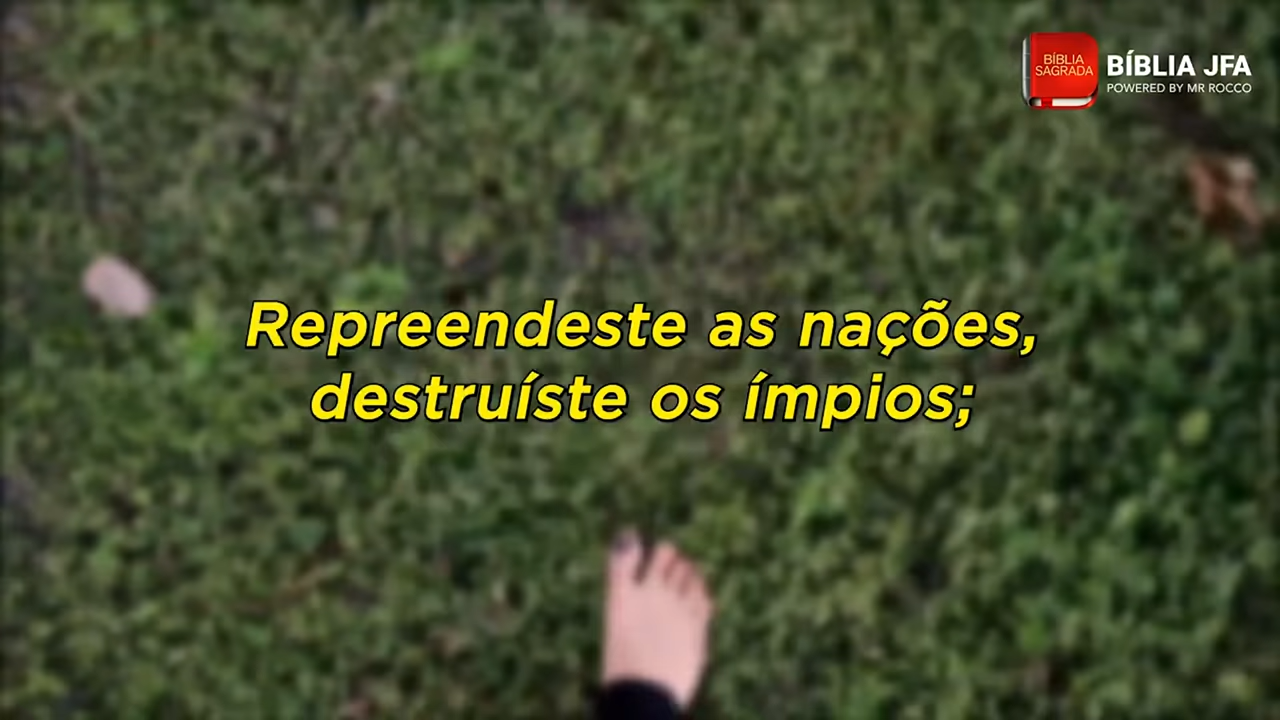 BÍBLIA
SAGRADA
BÍBLIA JFA
POWERED BY MR ROCCO
Repreendeste as nações,
destruíste os ímpios;